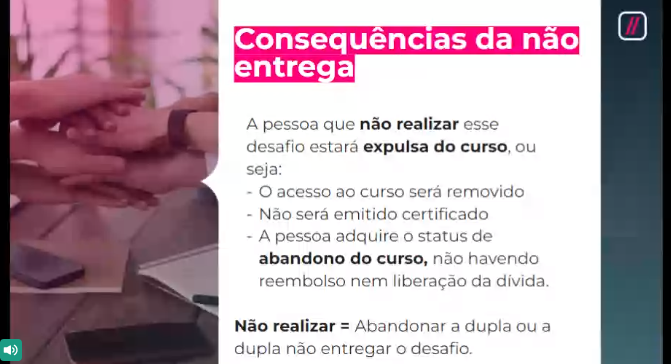 Consequências da não
entrega
A pessoa que não realizar esse
desafio estará expulsa do curso, ou
seja:
- O acesso ao curso será removido
- Não será emitido certificado
- A pessoa adquire o status de
abandono do curso, não havendo
reembolso nem liberação da dívida.
Não realizar = Abandonar a dupla ou a
dupla não entregar o desafio.